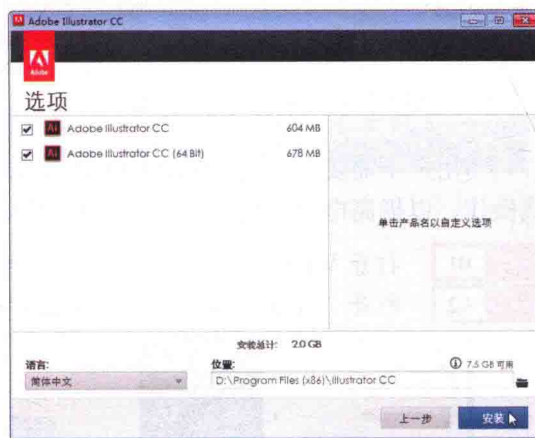 Adobe Illustrator CC
Adobe
选项
Ai Adobe Illustrator CC 604 MB
Ai Adobe Illustrator CC (64 Bit) 678 MB
单击产品名以自定义选项
安装总计: 2.0 GB
语言:
简体中文
位置:
7.5 GB 可用
D:\Program Files (x86)\Illustrator CC
上一步
安装